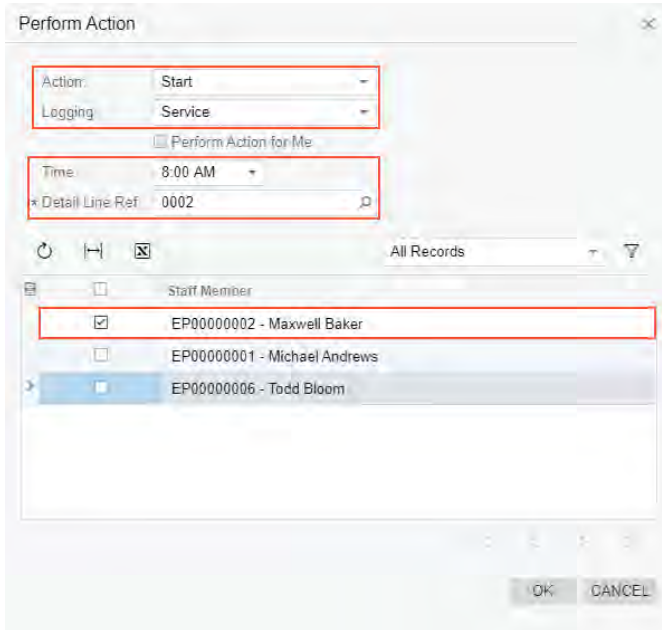 Perform Action
Action: Start
Logging Service
Perform Action for Me
Time 8:00 AM
* Detail Line Ref. 0002
All Records
Staff Member
EP00000002 - Maxwell Baker
EP00000001 - Michael Andrews
EP00000006 - Todd Bloom
OK CANCEL